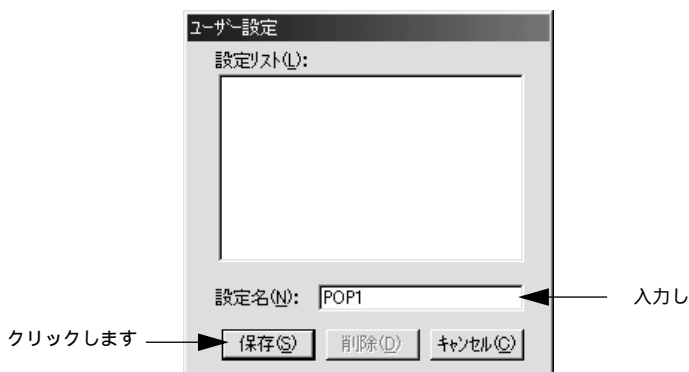 ユーザー設定
設定リスト(L):
設定名(N): POP1
入力し
クリックします
保存(S) 削除(D) キャンセル(C)